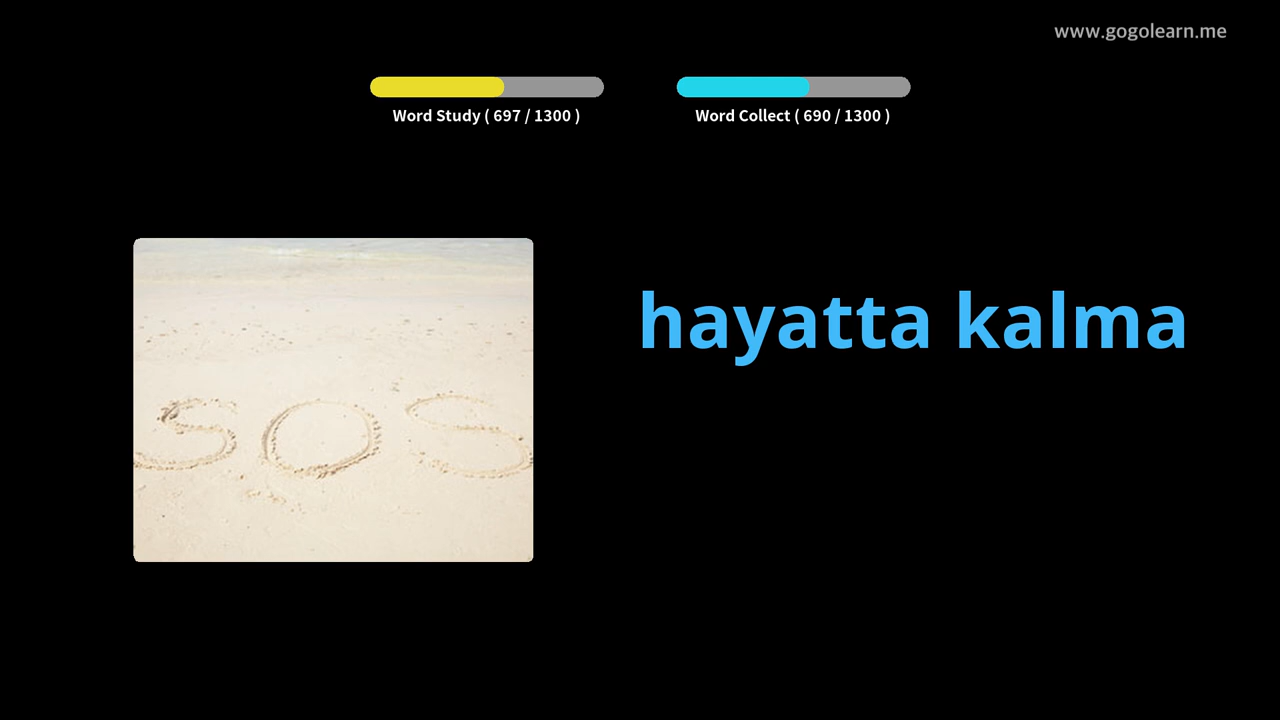 www.gogolearn.me
Word Study ( 697 / 1300 )
Word Collect ( 690 / 1300 )
hayatta kalma
SOS